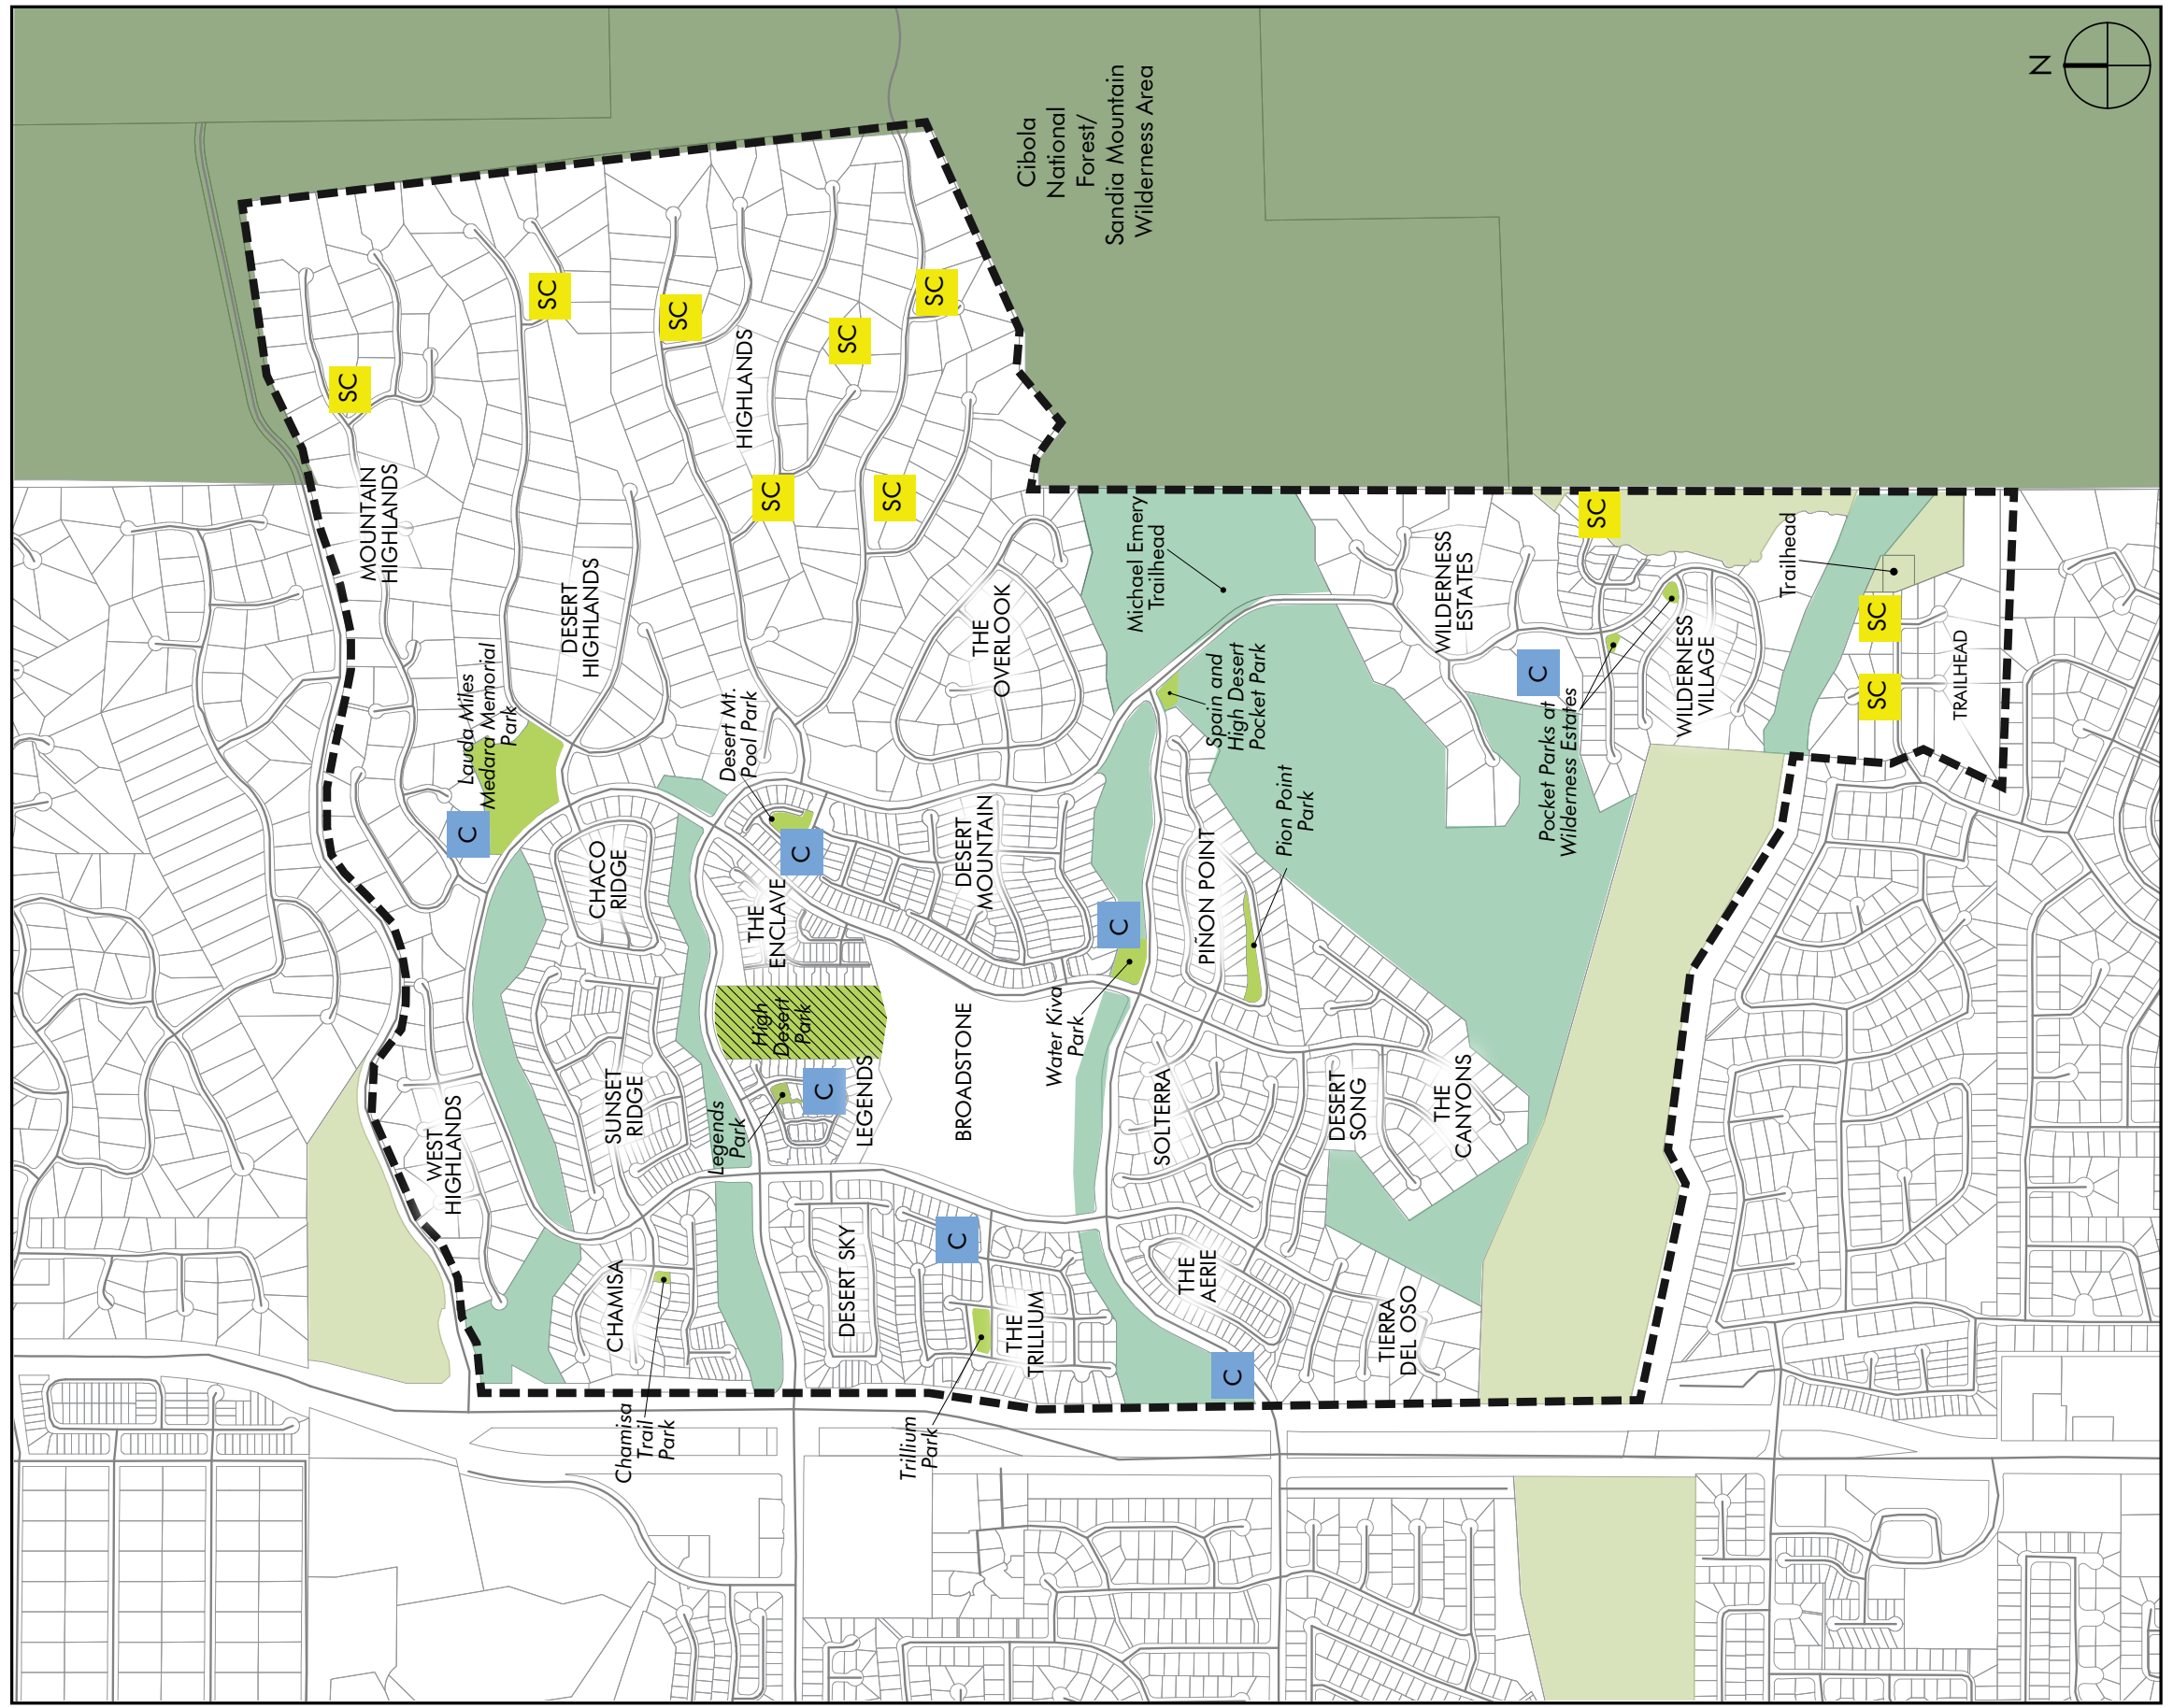 N
Cibola
National
Forest/
Sandia Mountain
Wilderness Area
SC
SC
SC
SC
SC
SC
SC
MOUNTAIN
HIGHLANDS
HIGHLANDS
DESERT
HIGHLANDS
THE
OVERLOOK
Lauda Miles
Medara Memorial
Park
C
Desert Mt.
Pool Park
C
CHACO
RIDGE
THE
ENCLAVE
DESERT
MOUNTAIN
C
Michael Emery
Trailhead
Spain and
High Desert
Pocket Park
Pion Point
Park
PIÑON POINT
WILDERNESS
ESTATES
SC
C
Pocket Parks at
Wilderness Estates
WILDERNESS
VILLAGE
Trailhead
SC
SC
TRAILHEAD
High
Desert
Park
C
Legends
Park
LEGENDS
BROADSTONE
Water Kiva
Park
SUNSET
RIDGE
WEST
HIGHLANDS
SOLTERRA
DESERT
SONG
THE
CANYONS
CHAMISA
DESERT SKY
C
THE
TRILLIUM
THE
AERIE
TIERRA
DEL OSO
C
Chamisa
Trail
Park
Trillium
Park